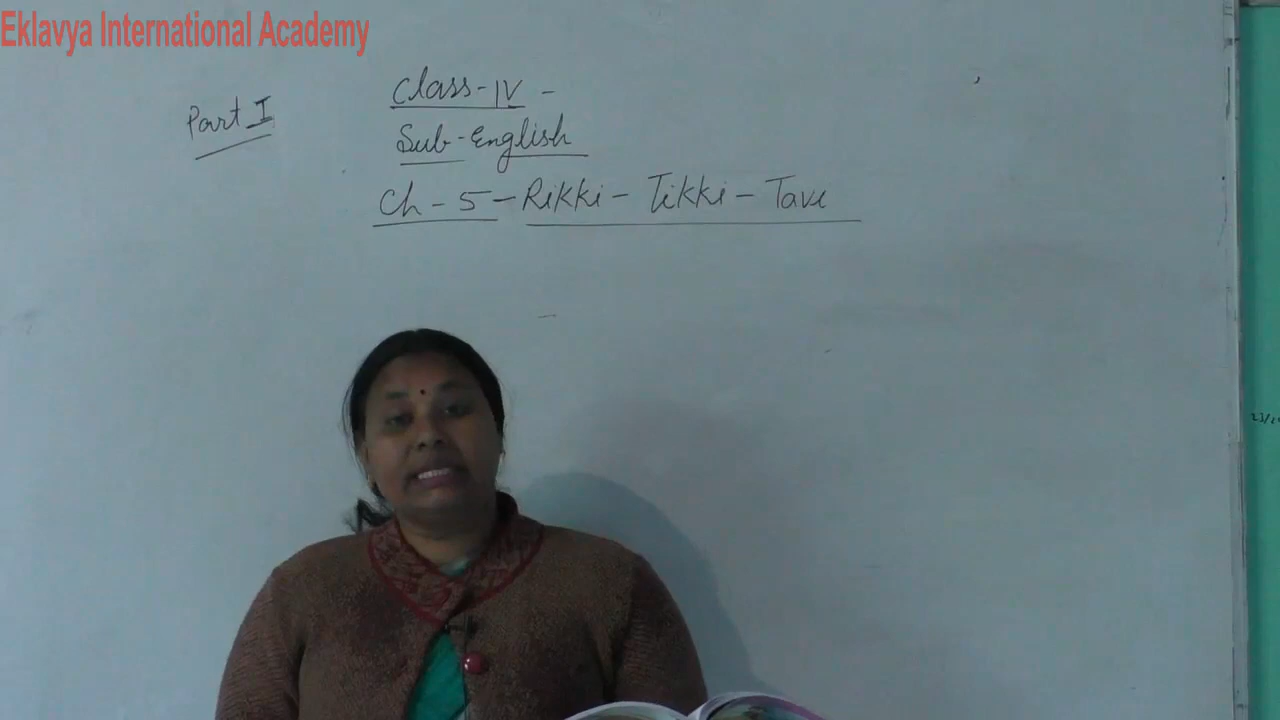 Eklavya International Academy
Part I
Class-IV -
Sub-English
Ch-5-Rikki-Tikki-Tavi